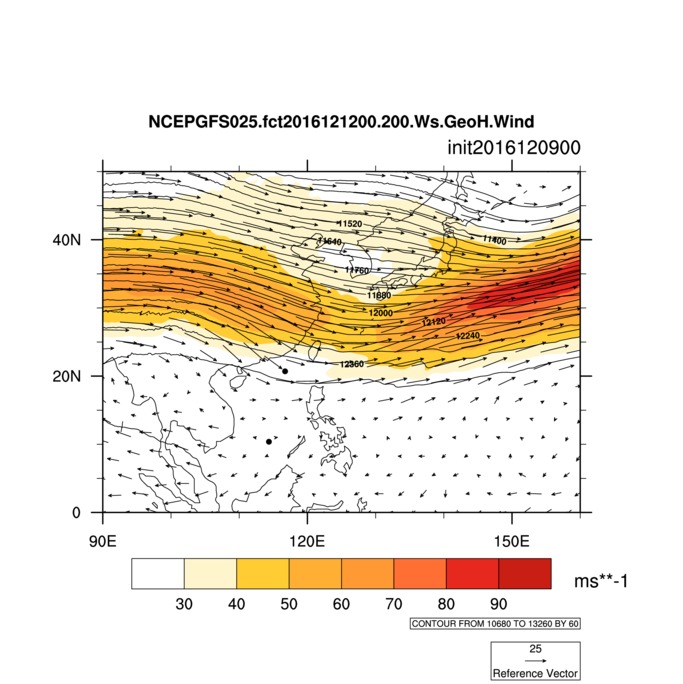 NCEPGFS025.fct2016121200.200.Ws.GeoH.Wind
init2016120900
11520
11640
11400
40N
11760
11880
12000
12120
12240
12360
20N
0
90E 120E 150E
ms**-1
30 40 50 60 70 80 90
CONTOUR FROM 10680 TO 13260 BY 60
25
Reference Vector